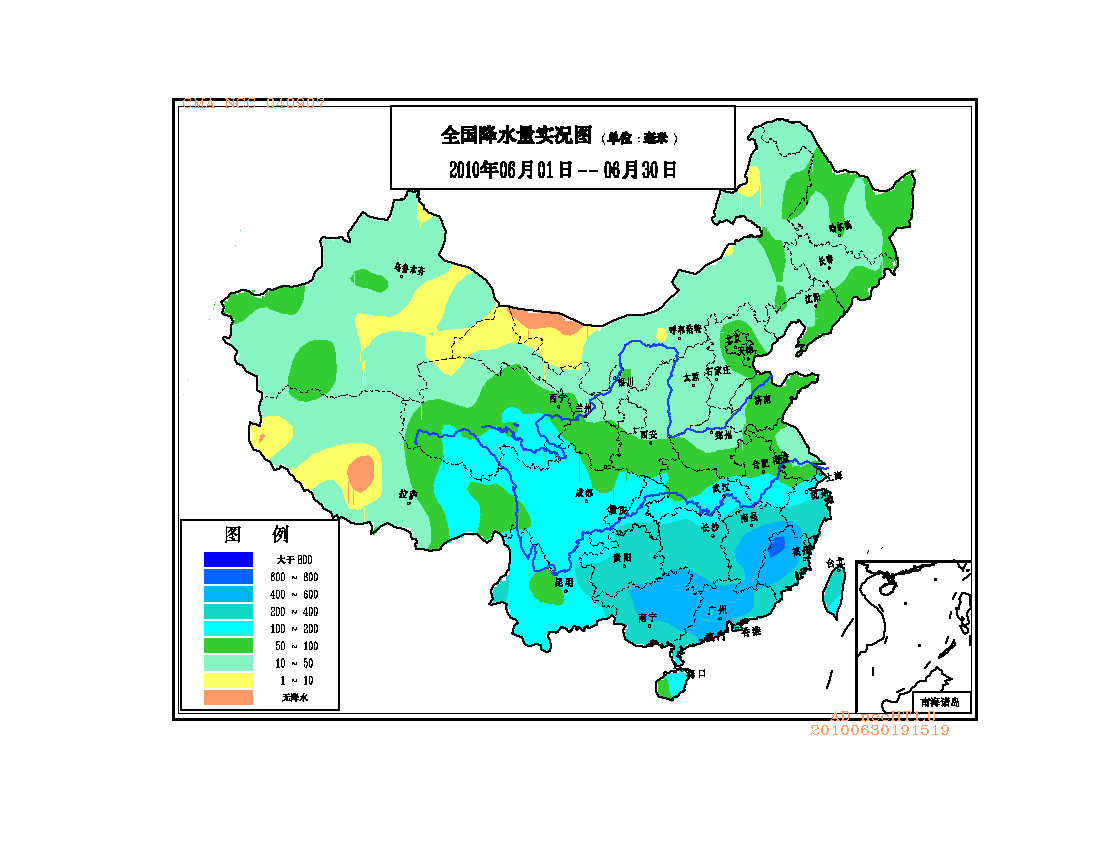 CMA NCC 040902
全国降水量实况图 (单位:毫米)
2010年06月01日 -- 06月30日
哈尔滨
长春
乌鲁木齐
沈阳
呼和浩特
北京
天津
石家庄
太原
银川
西宁
兰州
济南
西安
郑州
合肥
南京
上海
拉萨
成都
武汉
杭州
重庆
长沙
南昌
贵阳
福州
台北
昆明
广州
南宁
澳门
香港
海口
图 例
大于 800
600 ~ 800
400 ~ 600
200 ~ 400
100 ~ 200
50 ~ 100
10 ~ 50
1 ~ 10
无降水
南海诸岛
20100630191519